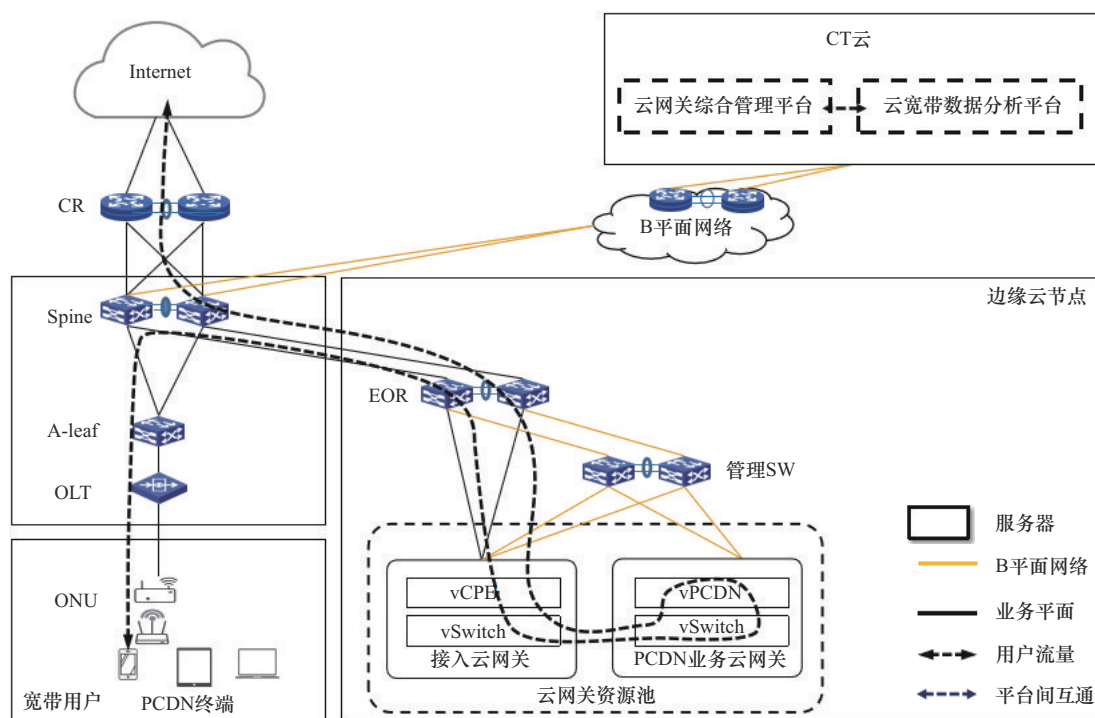 CT云
Internet
云网关综合管理平台
云宽带数据分析平台
CR
B平面网络
Spine
边缘云节点
EOR
A-leaf
管理SW
OLT
服务器
B平面网络
ONU
vCPE
vPCDN
业务平面
vSwitch
vSwitch
接入云网关
PCDN业务云网关
用户流量
宽带用户
PCDN终端
云网关资源池
平台间互通